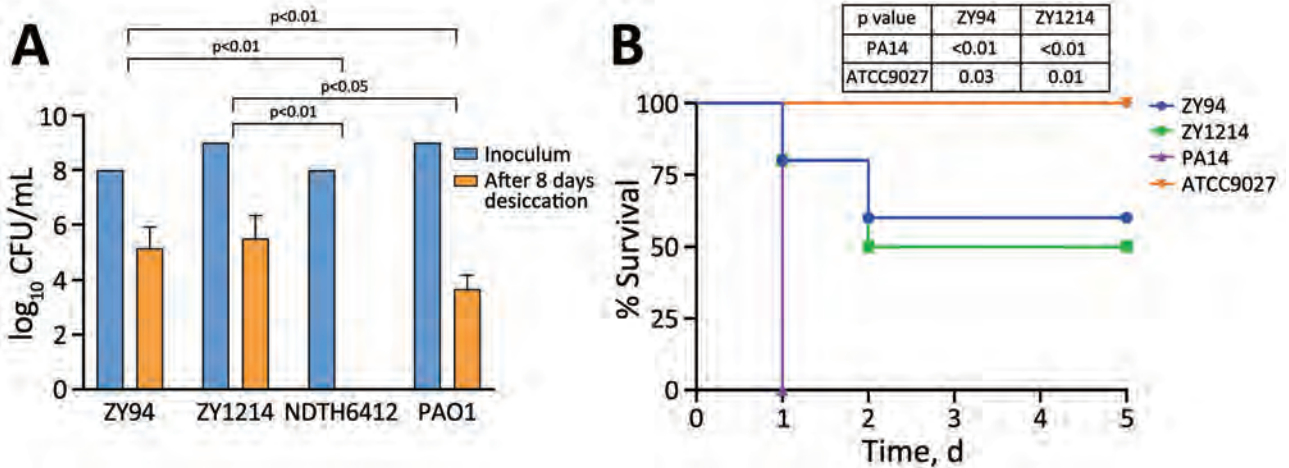 A
p<0.01
p<0.01
p<0.05
p<0.01
log10 CFU/mL
10
8
6
4
2
0
Inoculum
After 8 days
desiccation
ZY94 ZY1214 NDTH6412 PAO1
B
p value ZY94 ZY1214
PA14 <0.01 <0.01
ATCC9027 0.03 0.01
% Survival
100
75
50
25
0
ZY94
ZY1214
PA14
ATCC9027
0 1 2 3 4 5
Time, d